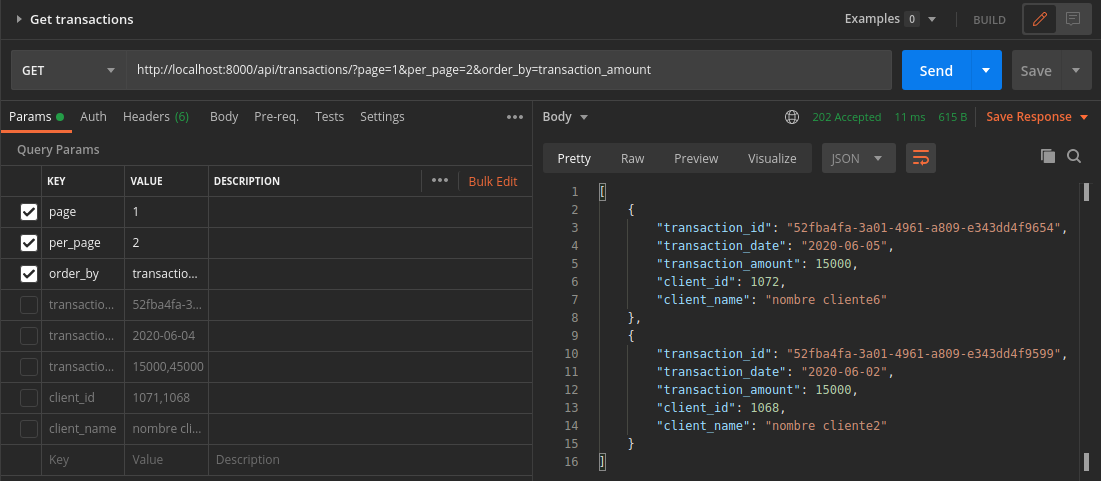 Get transactions
Examples 0
BUILD
GET
http://localhost:8000/api/transactions/?page=1&per_page=2&order_by=transaction_amount
Send
Save
Params
Auth
Headers (6)
Body
Pre-req.
Tests
Settings
•••
Query Params
KEY VALUE DESCRIPTION ••• Bulk Edit
page 1
per_page 2
order_by transactio...
transactio... 52fba4fa-3...
transactio... 2020-06-04
transactio... 15000,45000
client_id 1071,1068
client_name nombre cli...
Key Value Description
Body
202 Accepted 11 ms 615 B Save Response
Pretty Raw Preview Visualize JSON
1 [
2 {
3 "transaction_id": "52fba4fa-3a01-4961-a809-e343dd4f9654",
4 "transaction_date": "2020-06-05",
5 "transaction_amount": 15000,
6 "client_id": 1072,
7 "client_name": "nombre cliente6"
8 },
9 {
10 "transaction_id": "52fba4fa-3a01-4961-a809-e343dd4f9599",
11 "transaction_date": "2020-06-02",
12 "transaction_amount": 15000,
13 "client_id": 1068,
14 "client_name": "nombre cliente2"
15 }
16 ]